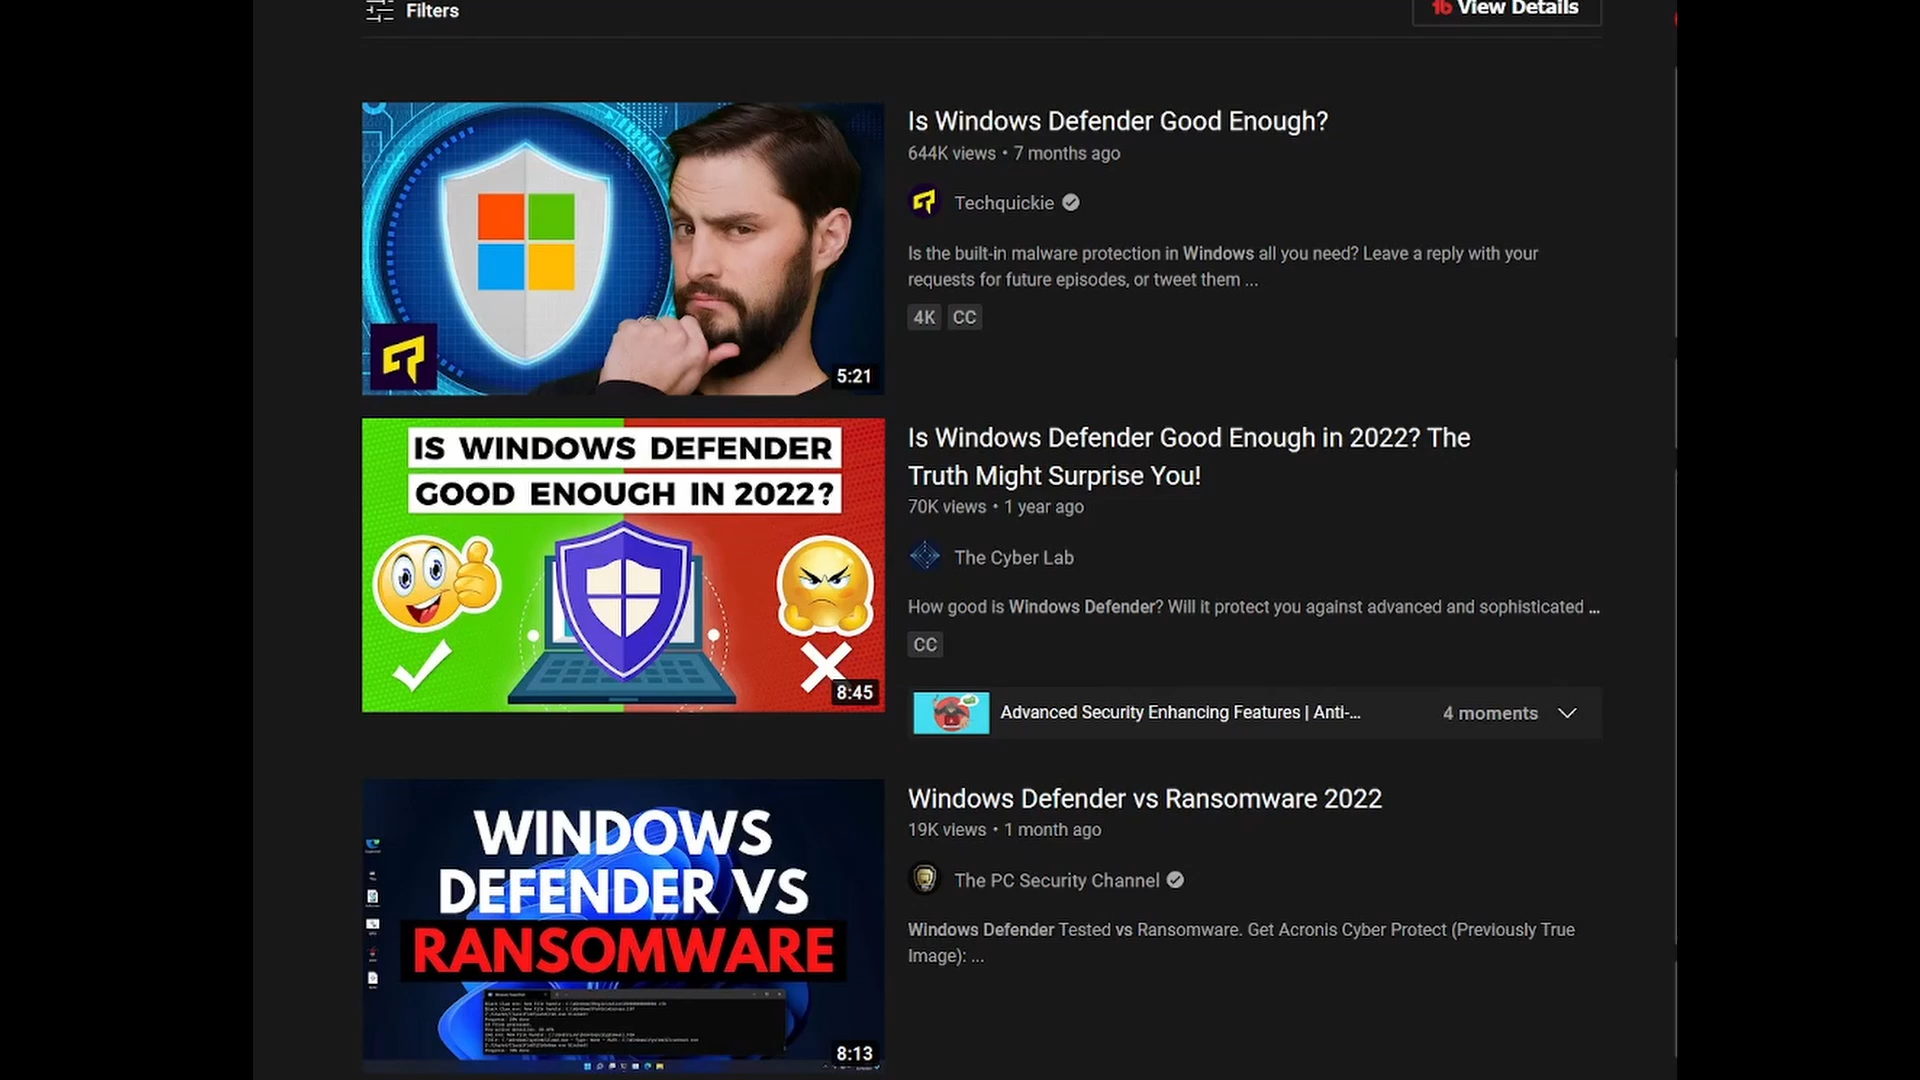 Filters
View Details
Is Windows Defender Good Enough?
644K views • 7 months ago
Techquickie
Is the built-in malware protection in Windows all you need? Leave a reply with your
requests for future episodes, or tweet them ...
4K CC
5:21
IS WINDOWS DEFENDER
GOOD ENOUGH IN 2022?
8:45
Is Windows Defender Good Enough in 2022? The
Truth Might Surprise You!
70K views • 1 year ago
The Cyber Lab
How good is Windows Defender? Will it protect you against advanced and sophisticated ...
CC
Advanced Security Enhancing Features | Anti-...
4 moments
WINDOWS
DEFENDER VS
RANSOMWARE
8:13
Windows Defender vs Ransomware 2022
19K views • 1 month ago
The PC Security Channel
Windows Defender Tested vs Ransomware. Get Acronis Cyber Protect (Previously True
Image): ...